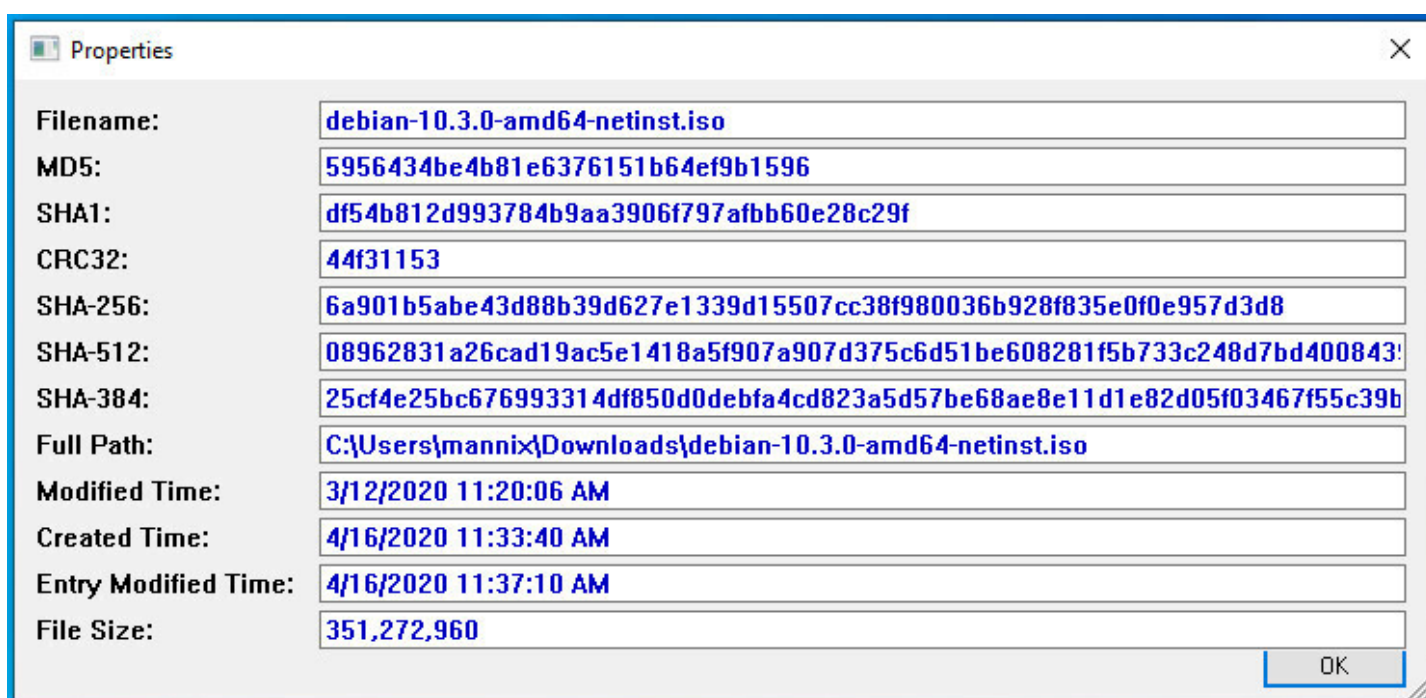 Properties
Filename: debian-10.3.0-amd64-netinst.iso
MD5: 5956434be4b81e6376151b64ef9b1596
SHA1: df54b812d993784b9aa3906f797afbb60e28c29f
CRC32: 44f31153
SHA-256: 6a901b5abe43d88b39d627e1339d15507cc38f980036b928f835e0f0e957d3d8
SHA-512: 08962831a26cad19ac5e1418a5f907a907d375c6d51be608281f5b733c248d7bd4008439
SHA-384: 25cf4e25bc676993314df850d0debfa4cd823a5d57be68ae8e11d1e82d05f03467f55c39b
Full Path: C:\Users\mannix\Downloads\debian-10.3.0-amd64-netinst.iso
Modified Time: 3/12/2020 11:20:06 AM
Created Time: 4/16/2020 11:33:40 AM
Entry Modified Time: 4/16/2020 11:37:10 AM
File Size: 351,272,960
OK